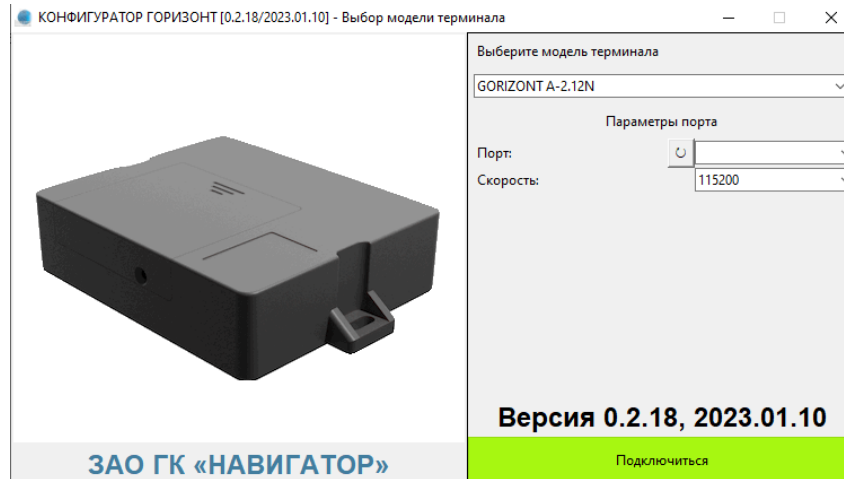 КОНФИГУРАТОР ГОРИЗОНТ [0.2.18/2023.01.10] - Выбор модели терминала
Выберите модель терминала
GORIZONT A-2.12N
Параметры порта
Порт:
Скорость:
115200
Версия 0.2.18, 2023.01.10
ЗАО ГК «НАВИГАТОР»
Подключиться